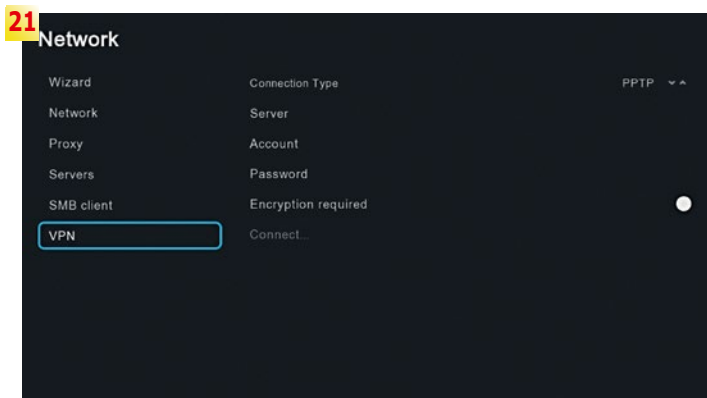 21
Network
Wizard
Connection Type PPTP
Network
Server
Proxy
Account
Servers
Password
SMB client
Encryption required
VPN
Connect...